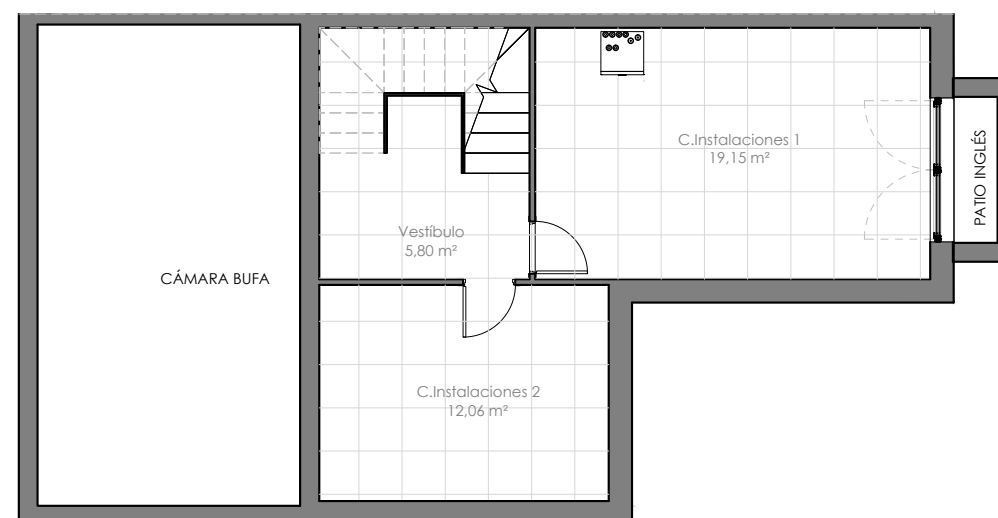 C.Instalaciones 1
19,15 m²
PATIO INGLÉS
Vestíbulo
5,80 m²
CÁMARA BUFA
C.Instalaciones 2
12,06 m²